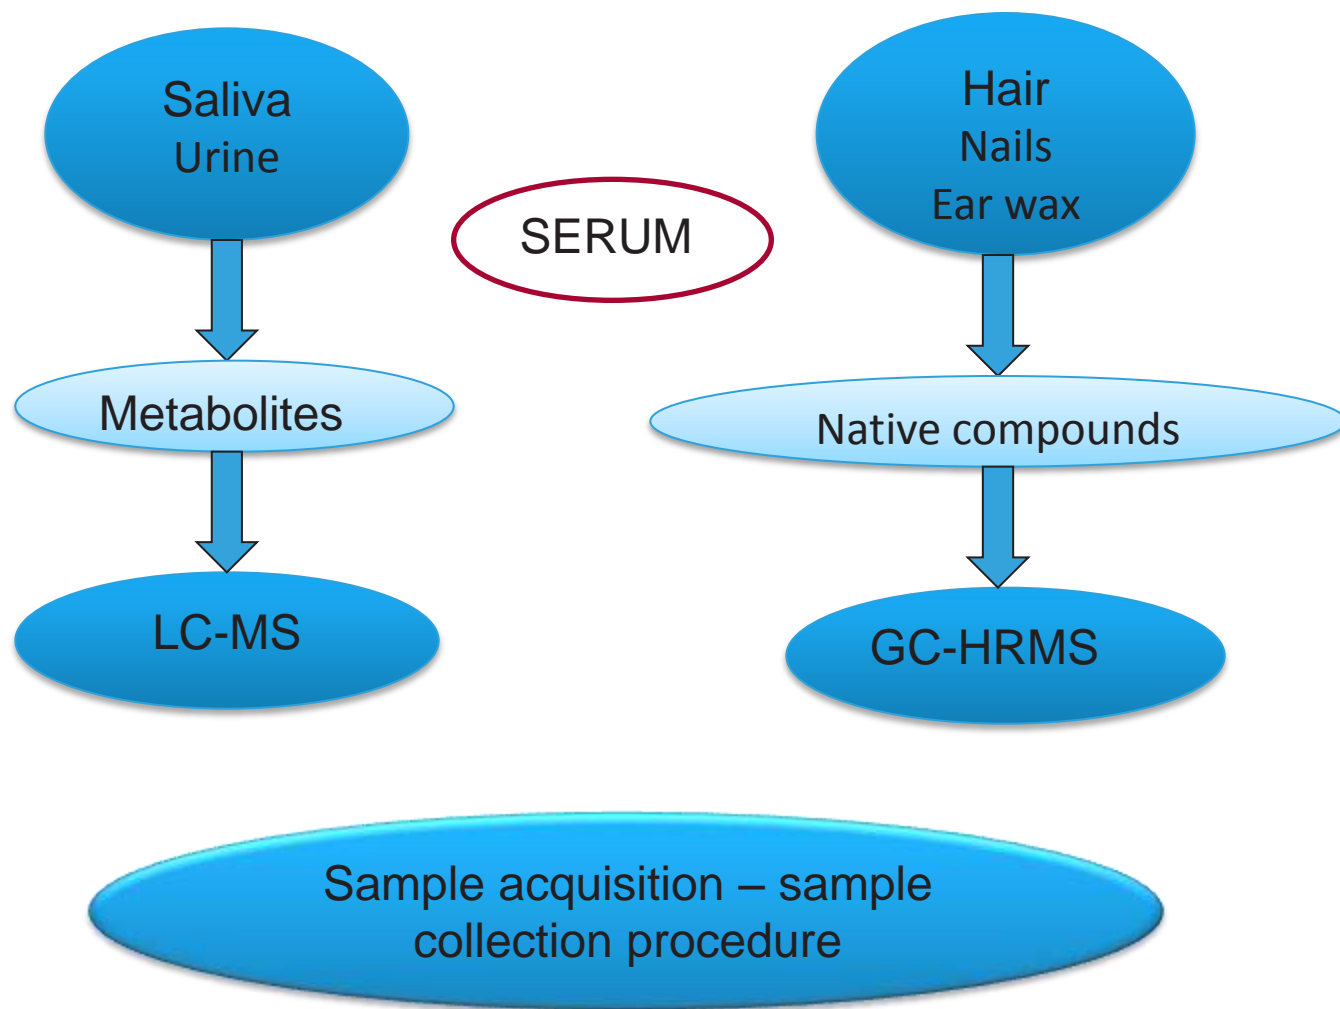 Saliva
Urine
Hair
Nails
Ear wax
SERUM
Metabolites
Native compounds
LC-MS
GC-HRMS
Sample acquisition – sample
collection procedure